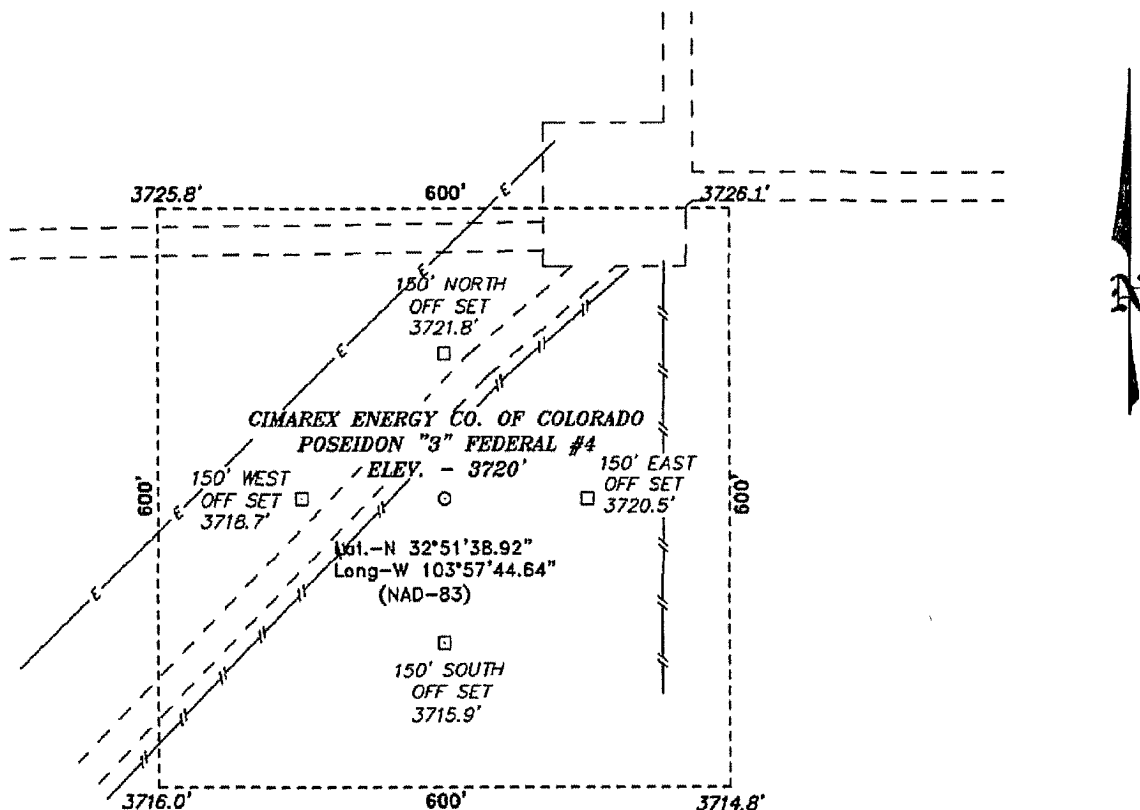 3725.8'
600'
3726.1'
E
E
150' NORTH
OFF SET
3721.8'
N
E
CIMAREX ENERGY CO. OF COLORADO
POSEIDON "3" FEDERAL #4
ELEV. - 3720'
150' WEST
OFF SET
3718.7'
150' EAST
OFF SET
3720.5'
600'
600'
E
Lat.-N 32°51'38.92"
Long-W 103°57'44.64"
(NAD-83)
E
150' SOUTH
OFF SET
3715.9'
3716.0'
600'
3714.8'